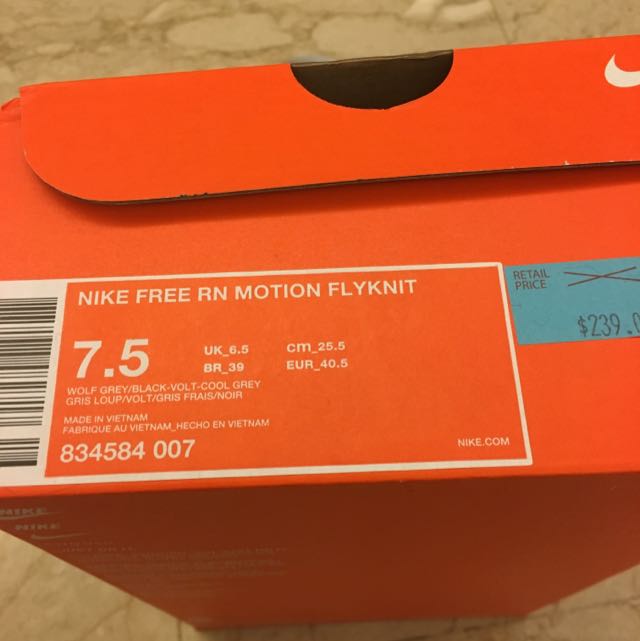 NIKE FREE RN MOTION FLYKNIT
7.5
UK_6.5 cm_25.5
BR_39 EUR_40.5
WOLF GREY/BLACK-VOLT-COOL GREY
GRIS LOUP/VOLT/GRIS FRAIS/NOIR
MADE IN VIETNAM
FABRIQUE AU VIETNAM_HECHO EN VIETNAM
834584 007
NIKE.COM
RETAIL
PRICE
$239.0
NIKE
NIKE